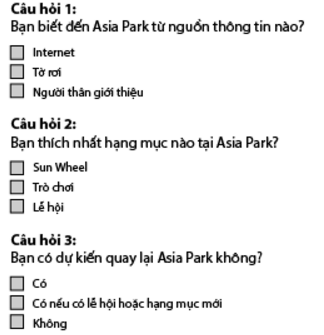 Câu hỏi 1:
Bạn biết đến Asia Park từ nguồn thông tin nào?
Internet
Tờ rơi
Người thân giới thiệu
Câu hỏi 2:
Bạn thích nhất hạng mục nào tại Asia Park?
Sun Wheel
Trò chơi
Lễ hội
Câu hỏi 3:
Bạn có dự kiến quay lại Asia Park không?
Có
Có nếu có lễ hội hoặc hạng mục mới
Không